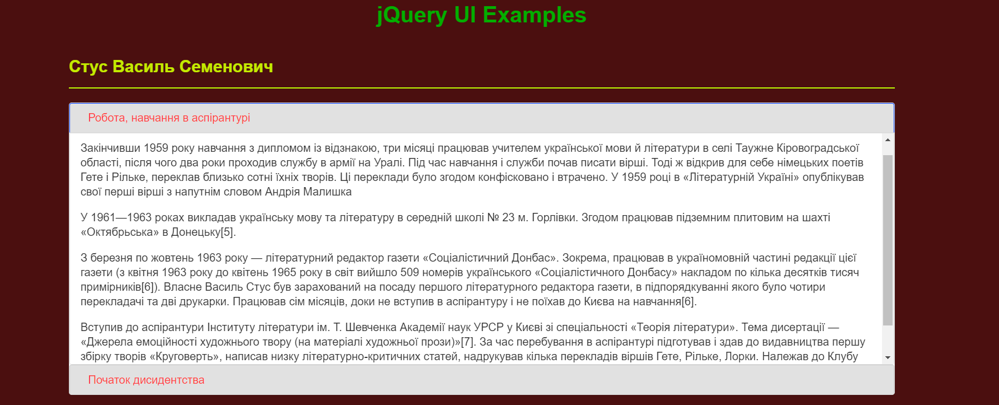 jQuery UI Examples
Стус Василь Семенович
Робота, навчання в аспірантурі
Закінчивши 1959 року навчання з дипломом із відзнакою, три місяці працював учителем української мови й літератури в селі Таужне Кіровоградської
області, після чого два роки проходив службу в армії на Уралі. Під час навчання і служби почав писати вірші. Тоді ж відкрив для себе німецьких поетів
Гете і Рільке, переклав близько сотні їхніх творів. Ці переклади було згодом конфісковано і втрачено. У 1959 році в «Літературній Україні» опублікував
свої перші вірші з напутнім словом Андрія Малишка
У 1961—1963 роках викладав українську мову та літературу в середній школі № 23 м. Горлівки. Згодом працював підземним плитовим на шахті
«Октябрьська» в Донецьку[5].
З березня по жовтень 1963 року — літературний редактор газети «Соціалістичний Донбас». Зокрема, працював в україномовній частині редакції цієї
газети (з квітня 1963 року до квітень 1965 року в світ вийшло 509 номерів українського «Соціалістичного Донбасу» накладом по кілька десятків тисяч
примірників[6]). Власне Василь Стус був зарахований на посаду першого літературного редактора газети, в підпорядкуванні якого було чотири
перекладачі та дві друкарки. Працював сім місяців, доки не вступив в аспірантуру і не поїхав до Києва на навчання[6].
Вступив до аспірантури Інституту літератури ім. Т. Шевченка Академії наук УРСР у Києві зі спеціальності «Теорія літератури». Тема дисертації —
«Джерела емоційності художнього твору (на матеріалі художньої прози)»[7]. За час перебування в аспірантурі підготував і здав до видавництва першу
збірку творів «Круговерть», написав низку літературно-критичних статей, надрукував кілька перекладів віршів Гете, Рільке, Лорки. Належав до Клубу
Початок дисидентства